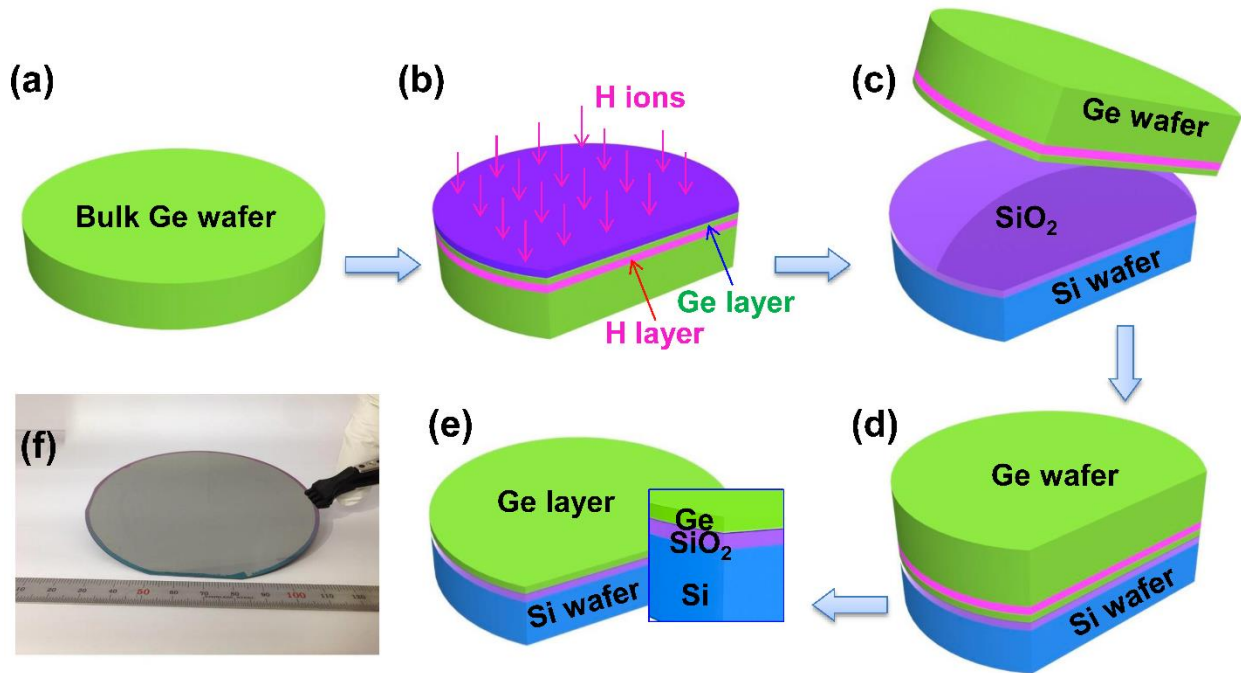 (a)
Bulk Ge wafer
(b)
H ions
Ge layer
H layer
(c)
Ge wafer
SiO₂
Si wafer
(d)
Ge wafer
Si wafer
(e)
Ge layer
Si wafer
Ge
SiO₂
Si
(f)
50
100